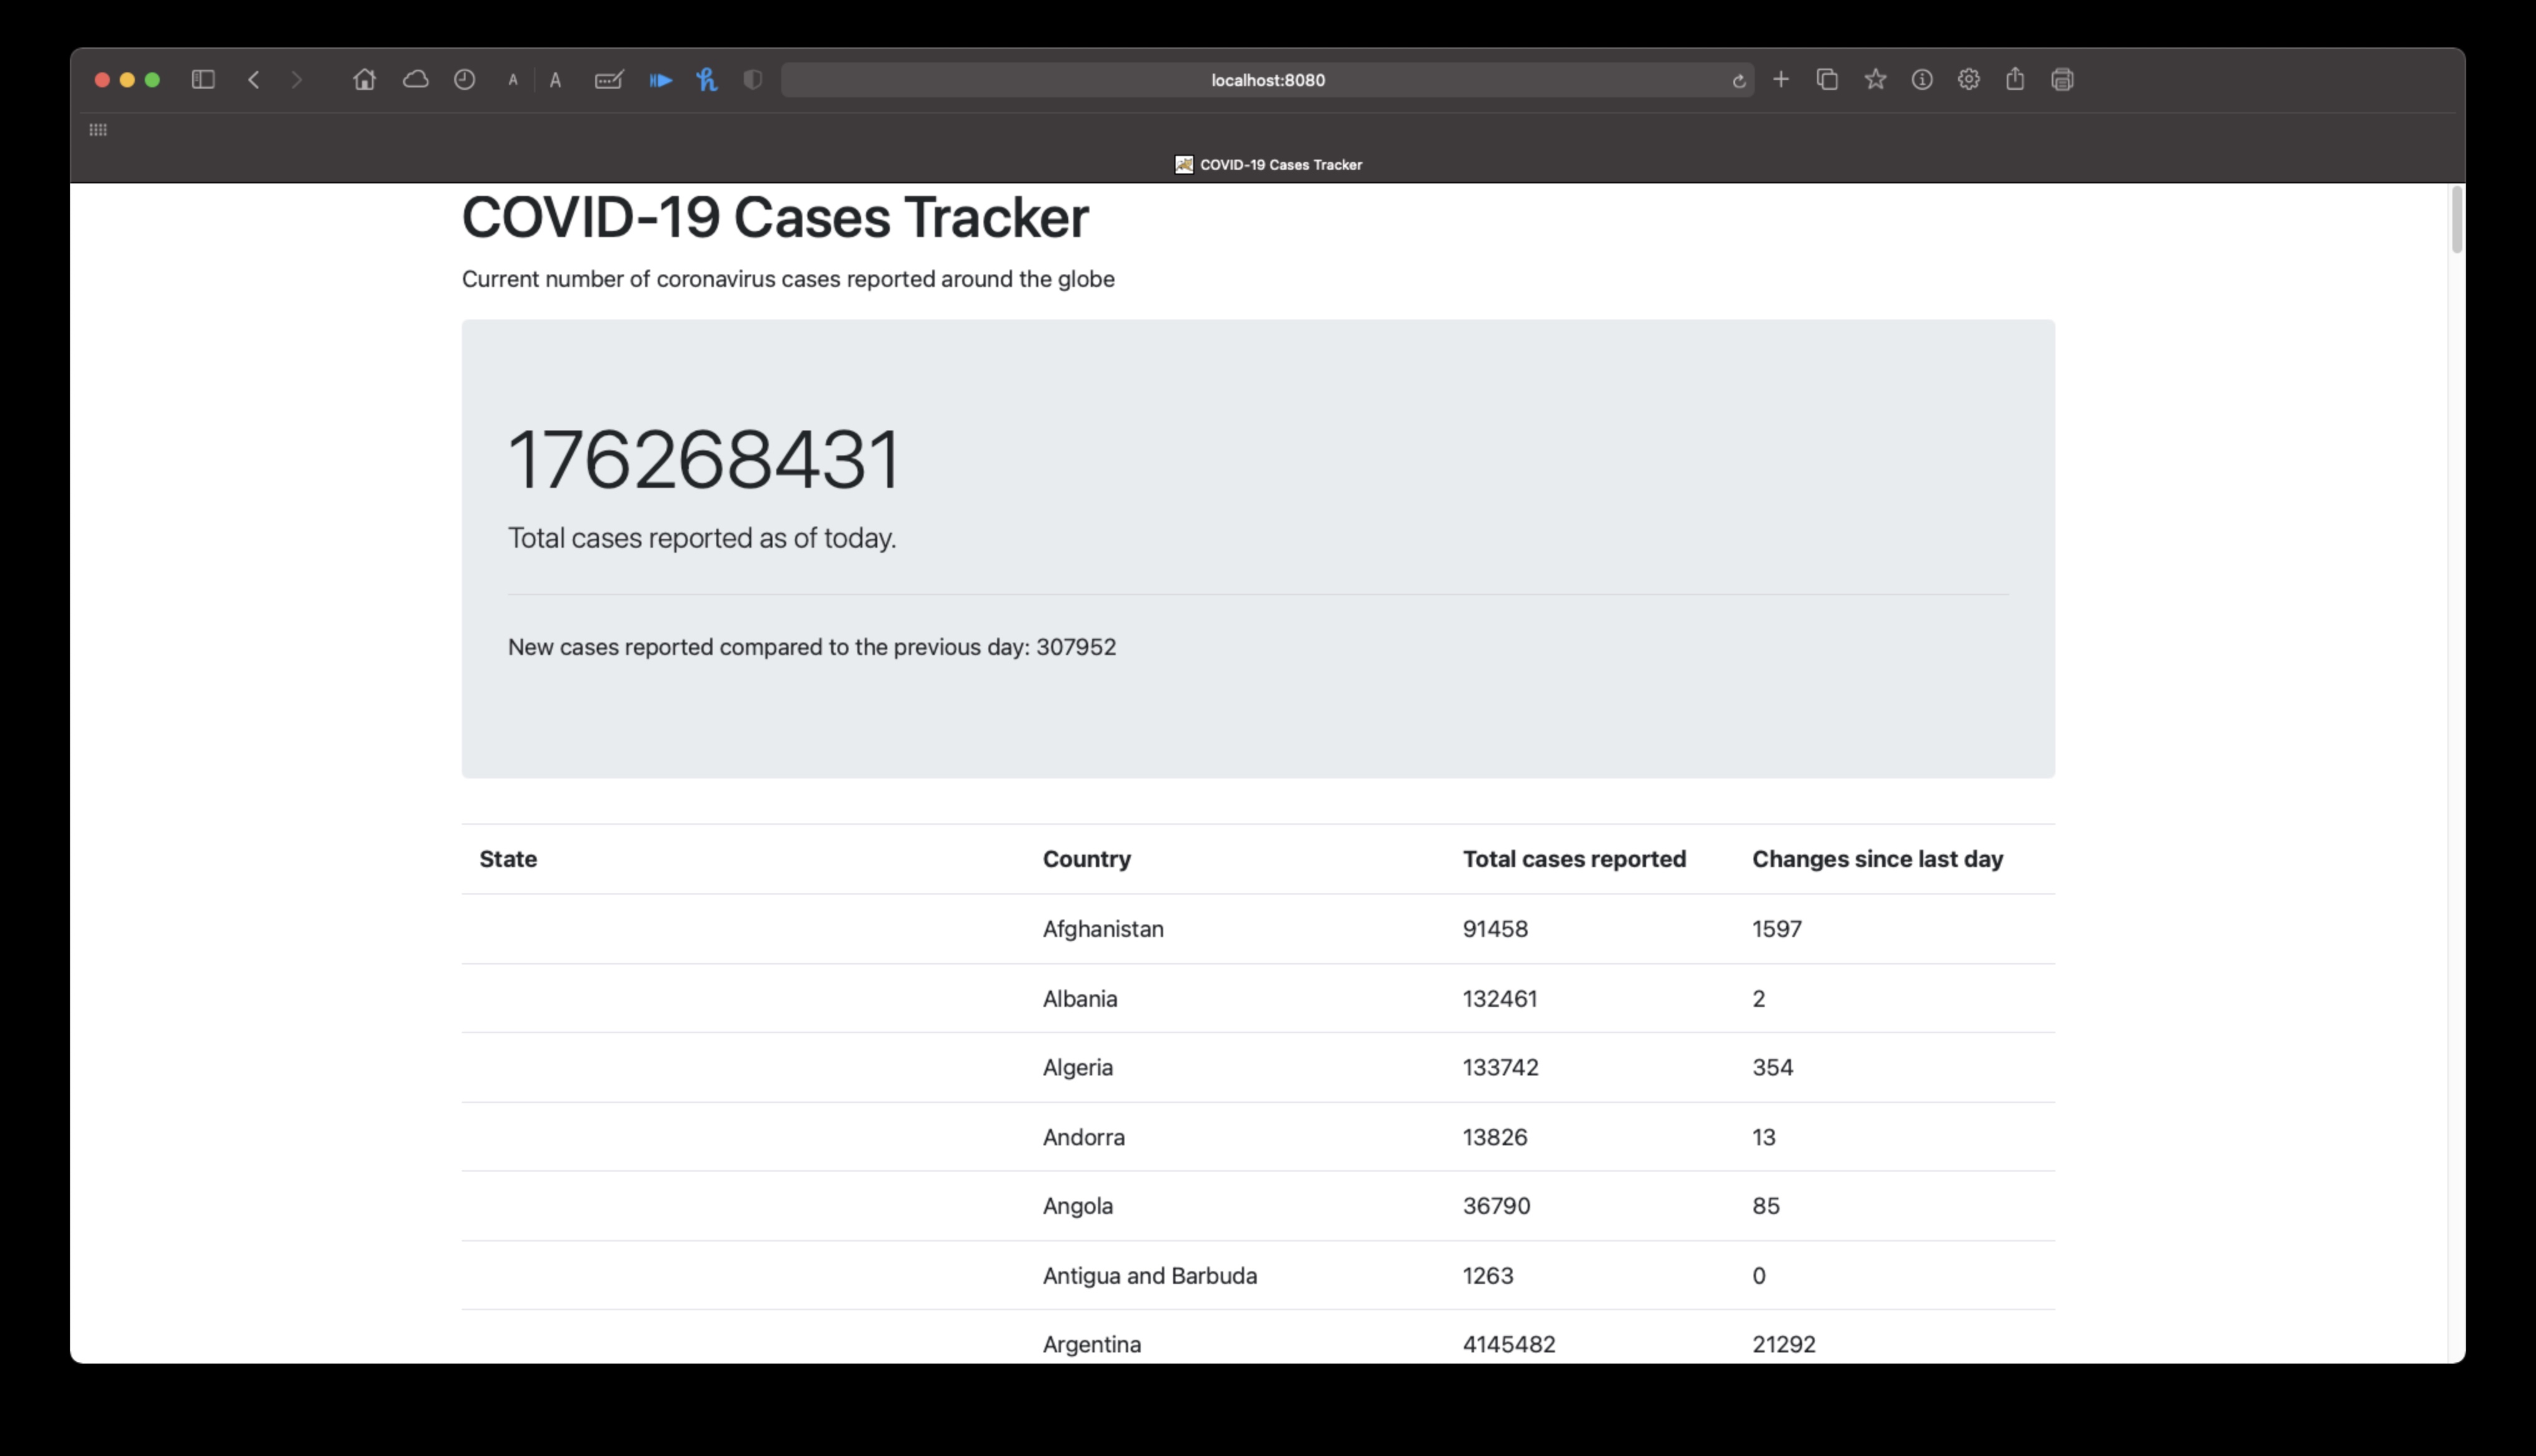 A A localhost:8080
COVID-19 Cases Tracker
COVID-19 Cases Tracker
Current number of coronavirus cases reported around the globe
176268431
Total cases reported as of today.
New cases reported compared to the previous day: 307952
State Country Total cases reported Changes since last day
Afghanistan 91458 1597
Albania 132461 2
Algeria 133742 354
Andorra 13826 13
Angola 36790 85
Antigua and Barbuda 1263 0
Argentina 4145482 21292